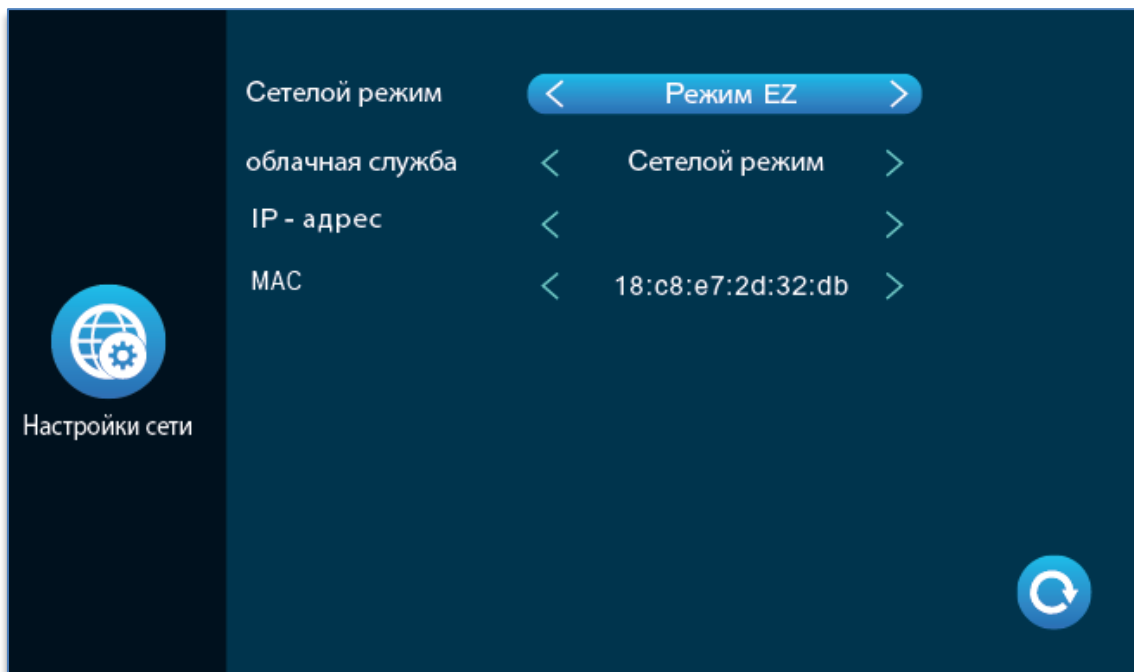 Сетелой режим < Режим EZ >
облачная служба < Сетелой режим >
IP - адрес < >
MAC < 18:c8:e7:2d:32:db >
Настройки сети